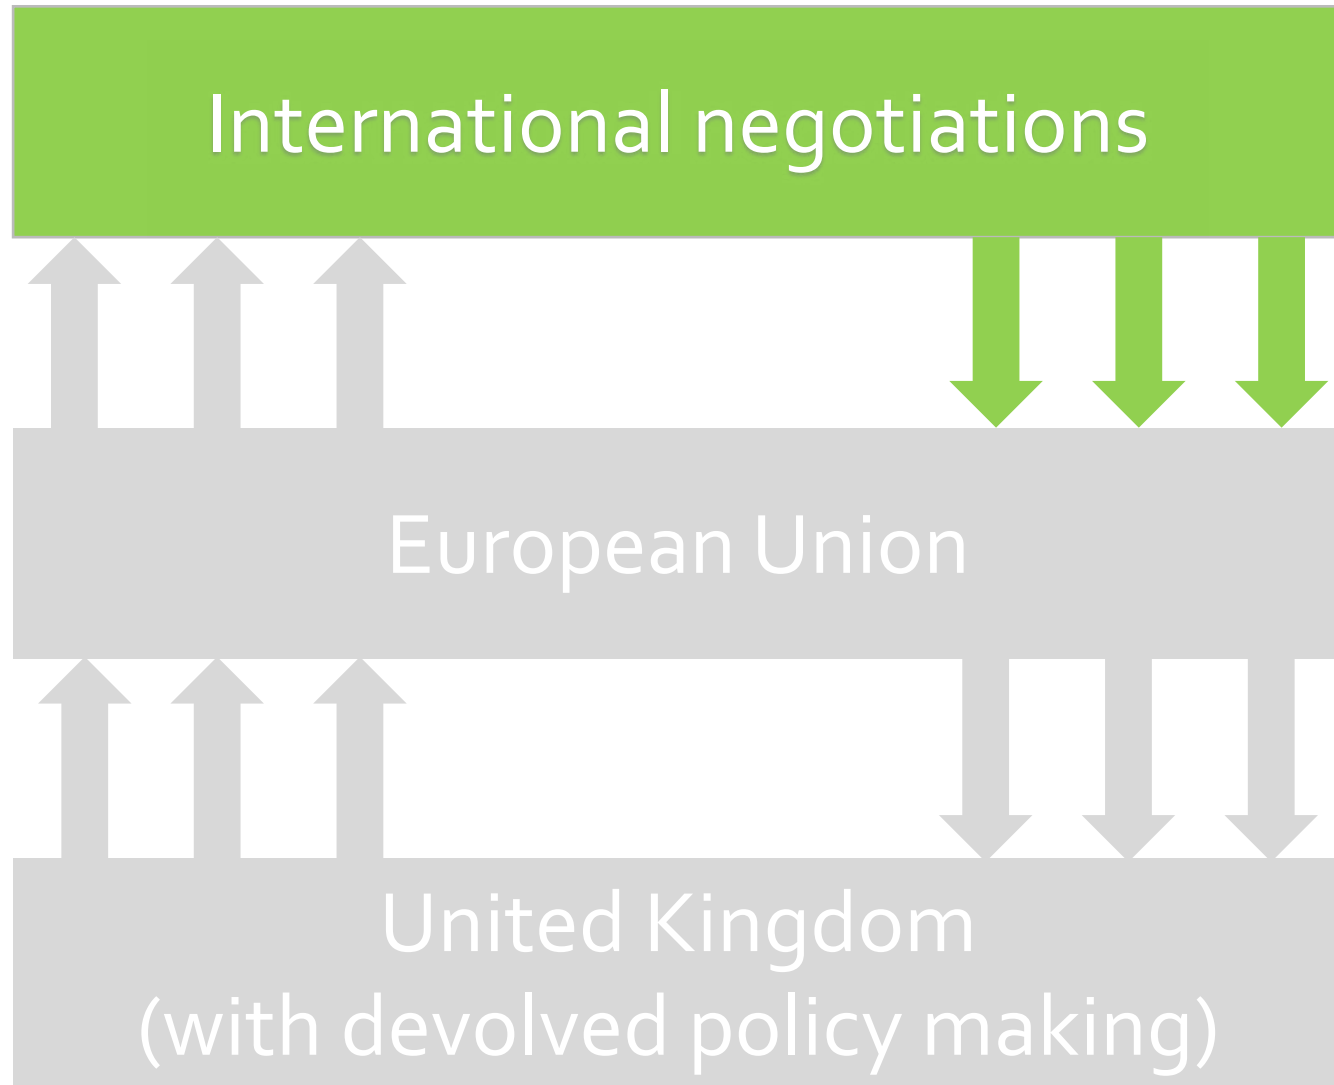 International negotiations
European Union
United Kingdom
(with devolved policy making)